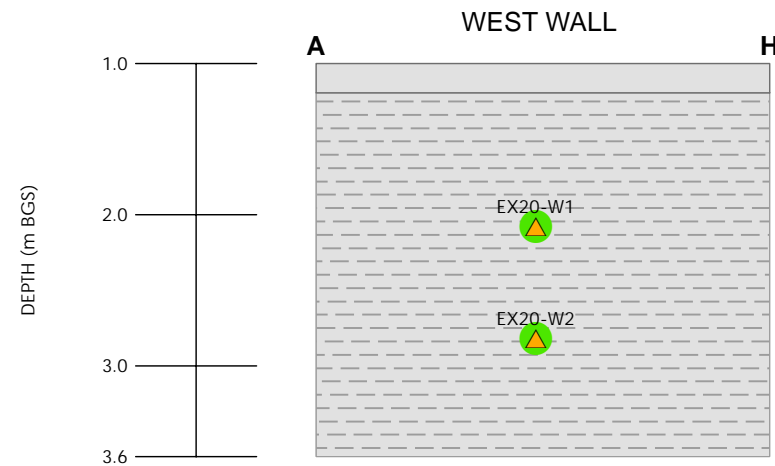 WEST WALL
A
H
1.0
2.0
3.0
3.6
DEPTH (m BGS)
EX20-W1
EX20-W2